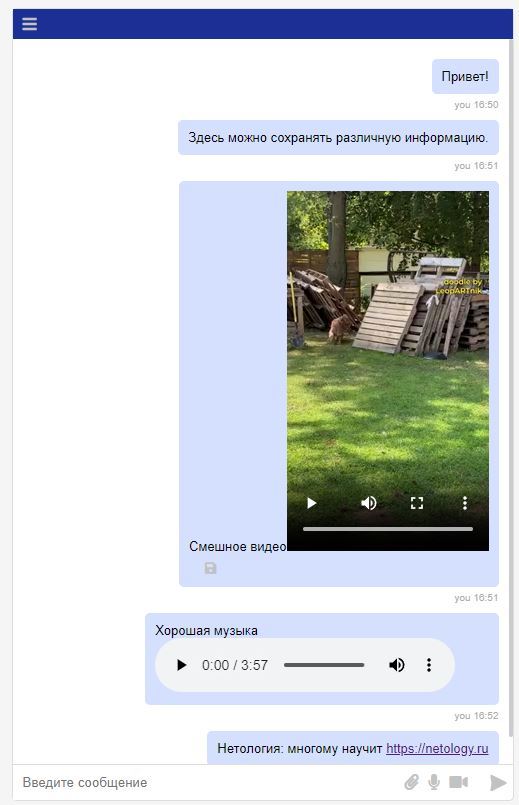 Привет!
you 16:50
Здесь можно сохранять различную информацию.
you 16:51
doodle by
LeopARTnik
Смешное видео
you 16:51
Хорошая музыка
0:00 / 3:57
you 16:52
Нетология: многому научит https://netology.ru
Введите сообщение